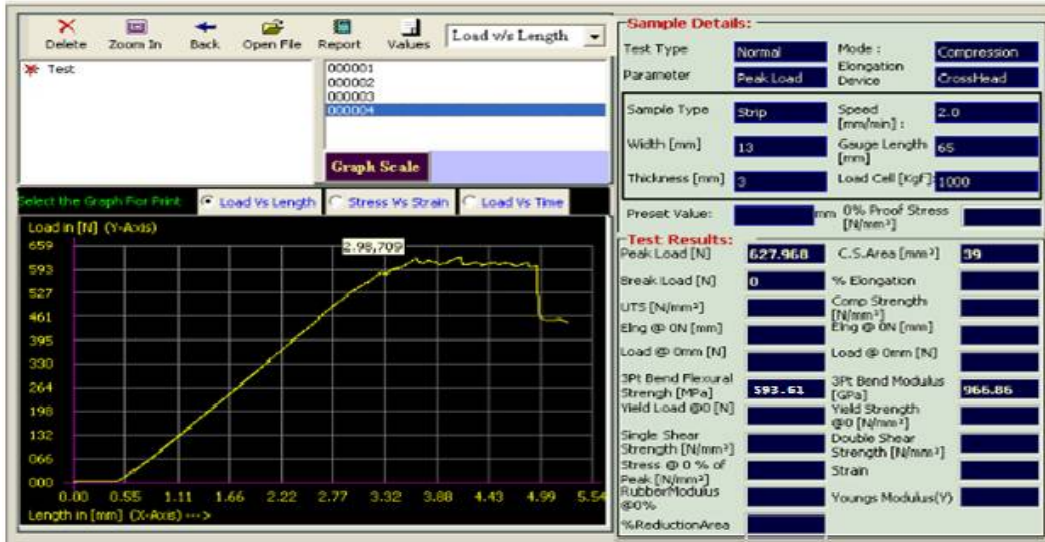 Delete Zoom In Back Open File Report Values Load v/s Length
Test
000001
000002
000003
000004
Graph Scale
Select the Graph For Print Load Vs Length Stress Vs Strain Load Vs Time
Load in [N] (Y-Axis)
659
593
527
461
395
330
264
198
132
066
000
2.98,709
0.00 0.55 1.11 1.66 2.22 2.77 3.32 3.88 4.43 4.99 5.54
Length in [mm] (X-Axis) --->
Sample Details:
Test Type Normal Mode : Compression
Parameter Peak Load Elongation Device CrossHead
Sample Type Strip Speed [mm/min] : 2.0
Width [mm] 13 Gauge Length [mm] 65
Thickness [mm] 3 Load Cell [Kgf]: 1000
Preset Value: mm 0% Proof Stress [N/mm²]
Test Results:
Peak Load [N] 627.968 C.S.Area [mm²] 39
Break Load [N] 0 % Elongation
UTS [N/mm²] Comp Strength [N/mm²]
Elng @ 0N [mm] Elng @ 0N [mm]
Load @ 0mm [N] Load @ 0mm [N]
3Pt Bend Flexural Strengh [MPa] 593.61 3Pt Bend Modulus [GPa] 966.86
Yield Load @0 [N] Yield Strength @0 [N/mm²]
Single Shear Strength [N/mm²] Double Shear Strength [N/mm²]
Stress @ 0 % of Peak [N/mm²] Strain
RubberModulus @0% Youngs Modulus(Y)
%ReductionArea